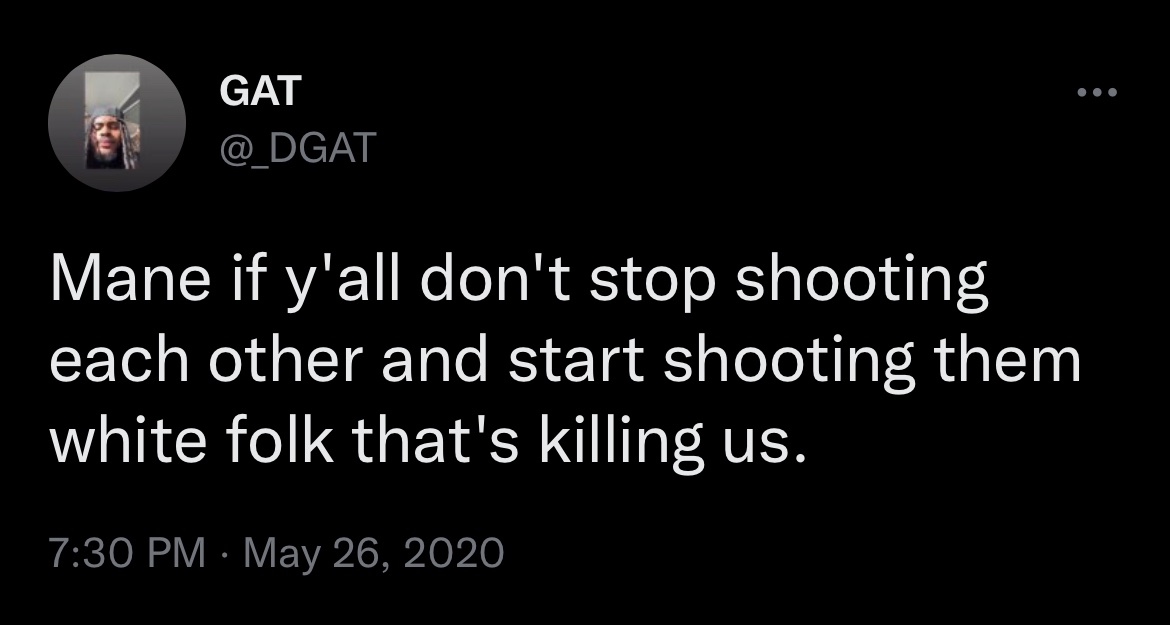 GAT
@_DGAT
Mane if y'all don't stop shooting
each other and start shooting them
white folk that's killing us.
7:30 PM · May 26, 2020